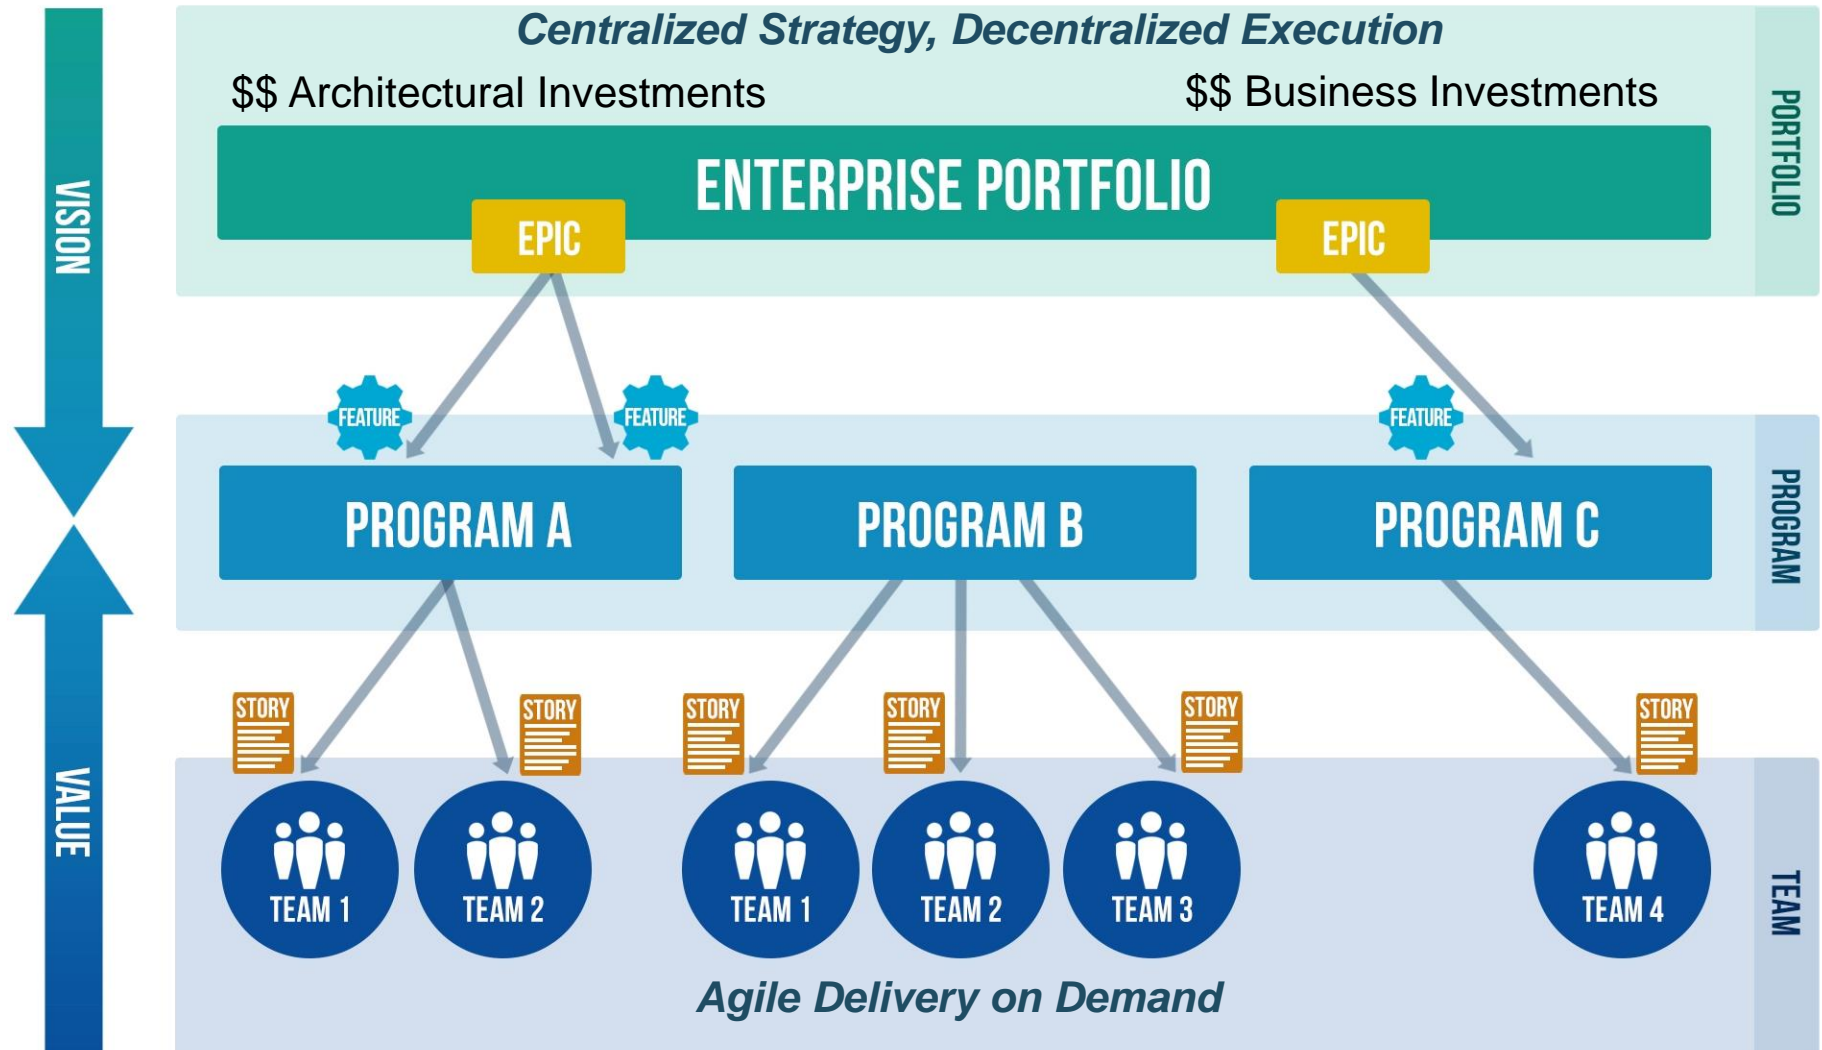 Centralized Strategy, Decentralized Execution
$$ Architectural Investments
$$ Business Investments
PORTFOLIO
ENTERPRISE PORTFOLIO
VISION
EPIC
EPIC
FEATURE
FEATURE
FEATURE
PROGRAM A
PROGRAM B
PROGRAM C
PROGRAM
STORY
STORY
STORY
STORY
STORY
STORY
VALUE
TEAM 1
TEAM 2
TEAM 1
TEAM 2
TEAM 3
TEAM 4
TEAM
Agile Delivery on Demand